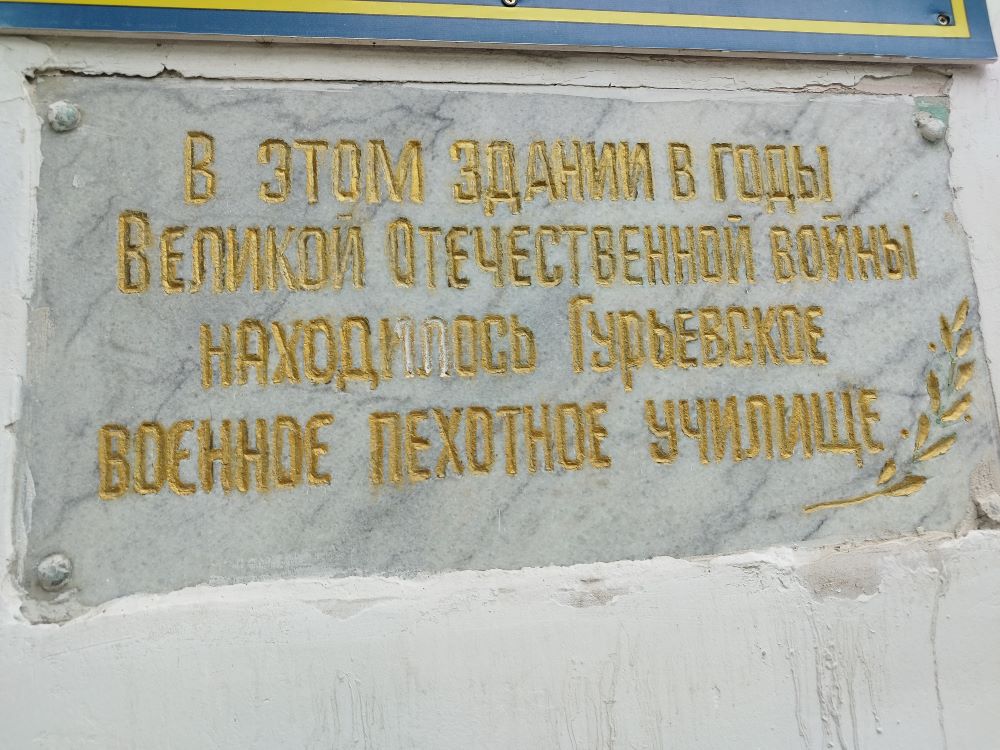 В этом здании в годы
Великой Отечественной войны
находилось Гурьевское
военное пехотное училище